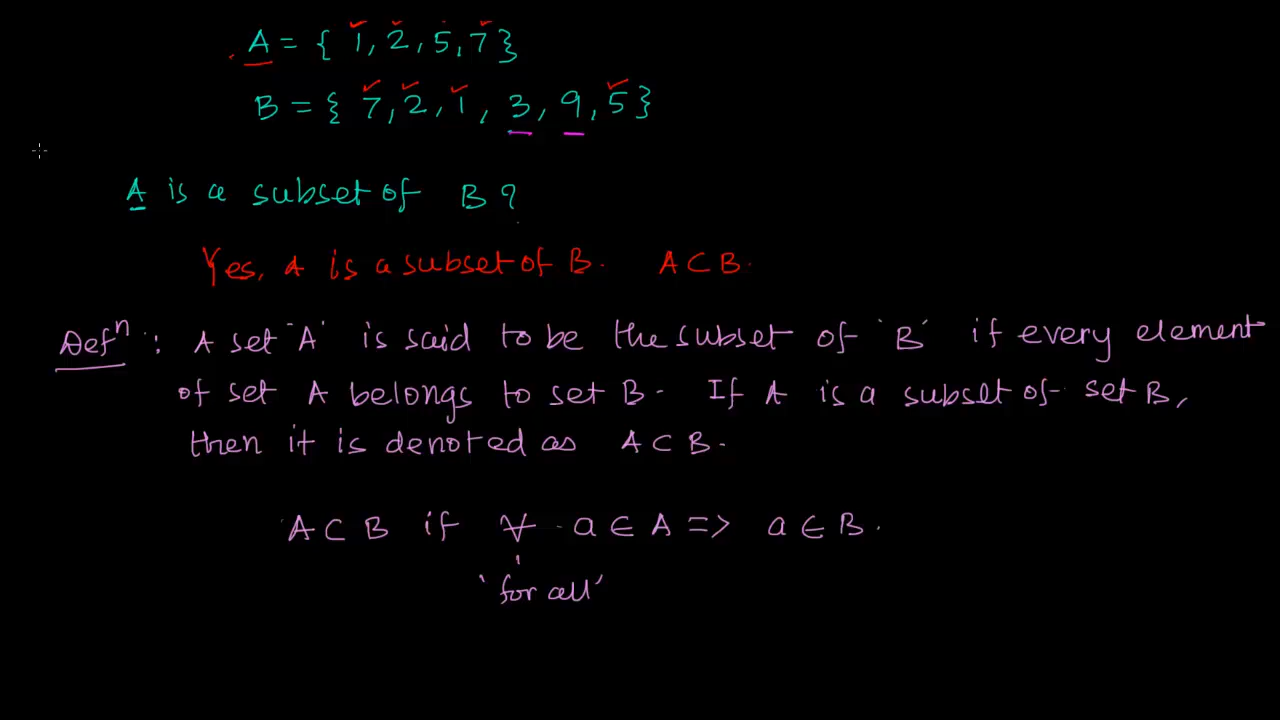 A = { 1, 2, 5, 7 }
B = { 7, 2, 1, 3, 9, 5 }
A is a subset of B ?
Yes, A is a subset of B. A ⊂ B.
Defⁿ : A set 'A' is said to be the subset of 'B' if every element
of set A belongs to set B. If A is a subset of set B,
then it is denoted as A ⊂ B.
A ⊂ B if ∀ a ∈ A => a ∈ B.
'for all'